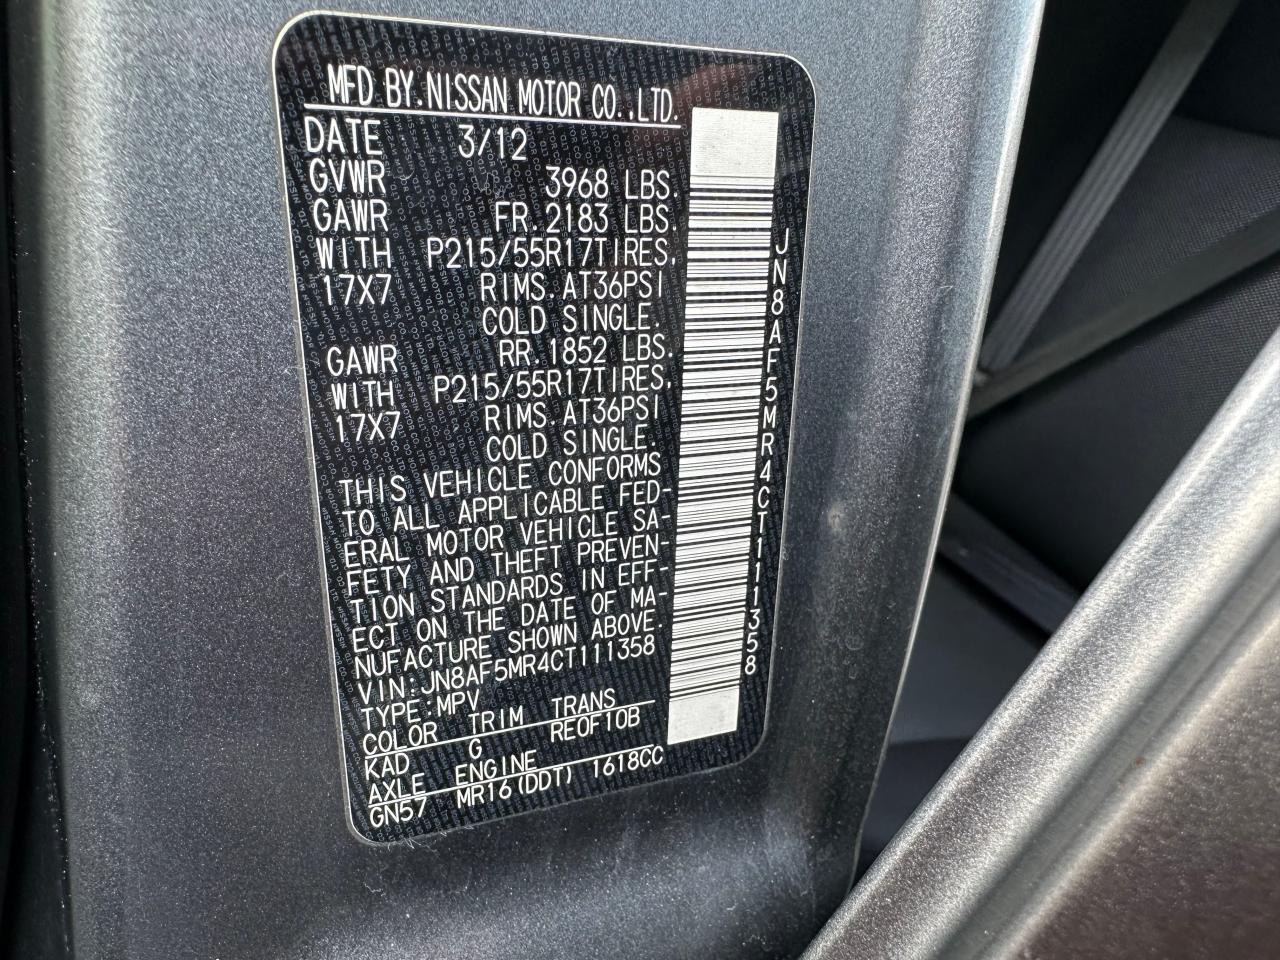 MFD BY.NISSAN MOTOR CO.,LTD.
DATE 3/12
GVWR 3968 LBS.
GAWR FR.2183 LBS.
WITH P215/55R17TIRES.
17X7 RIMS.AT36PSI
COLD SINGLE.
GAWR RR.1852 LBS.
WITH P215/55R17TIRES.
17X7 RIMS.AT36PSI
COLD SINGLE.
THIS VEHICLE CONFORMS
TO ALL APPLICABLE FED-
ERAL MOTOR VEHICLE SA-
FETY AND THEFT PREVEN-
TION STANDARDS IN EFF-
ECT ON THE DATE OF MA-
NUFACTURE SHOWN ABOVE.
VIN:JN8AF5MR4CT111358
TYPE:MPV
COLOR TRIM TRANS
KAD G REOF10B
AXLE ENGINE
GN57 MR16(DDT) 1618CC
JN8AF5MR4CT111358